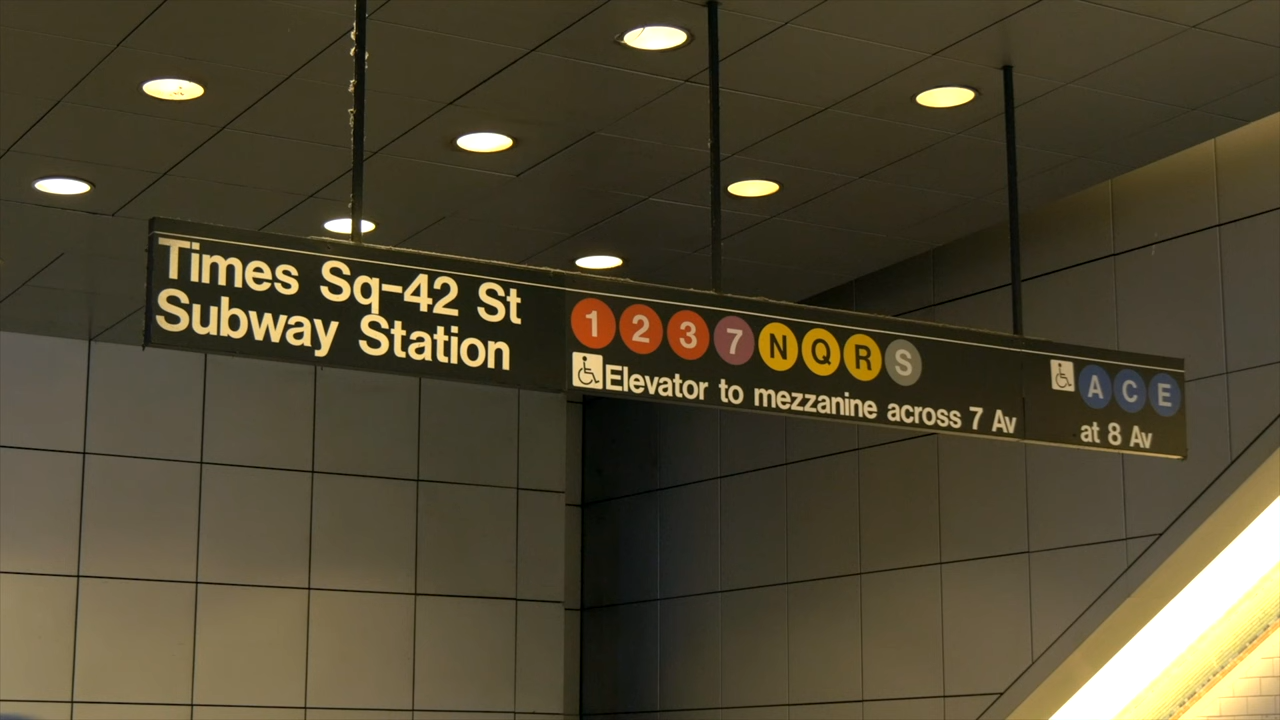 Times Sq-42 St
Subway Station
1 2 3 7 N Q R S
Elevator to mezzanine across 7 Av
A C E
at 8 Av